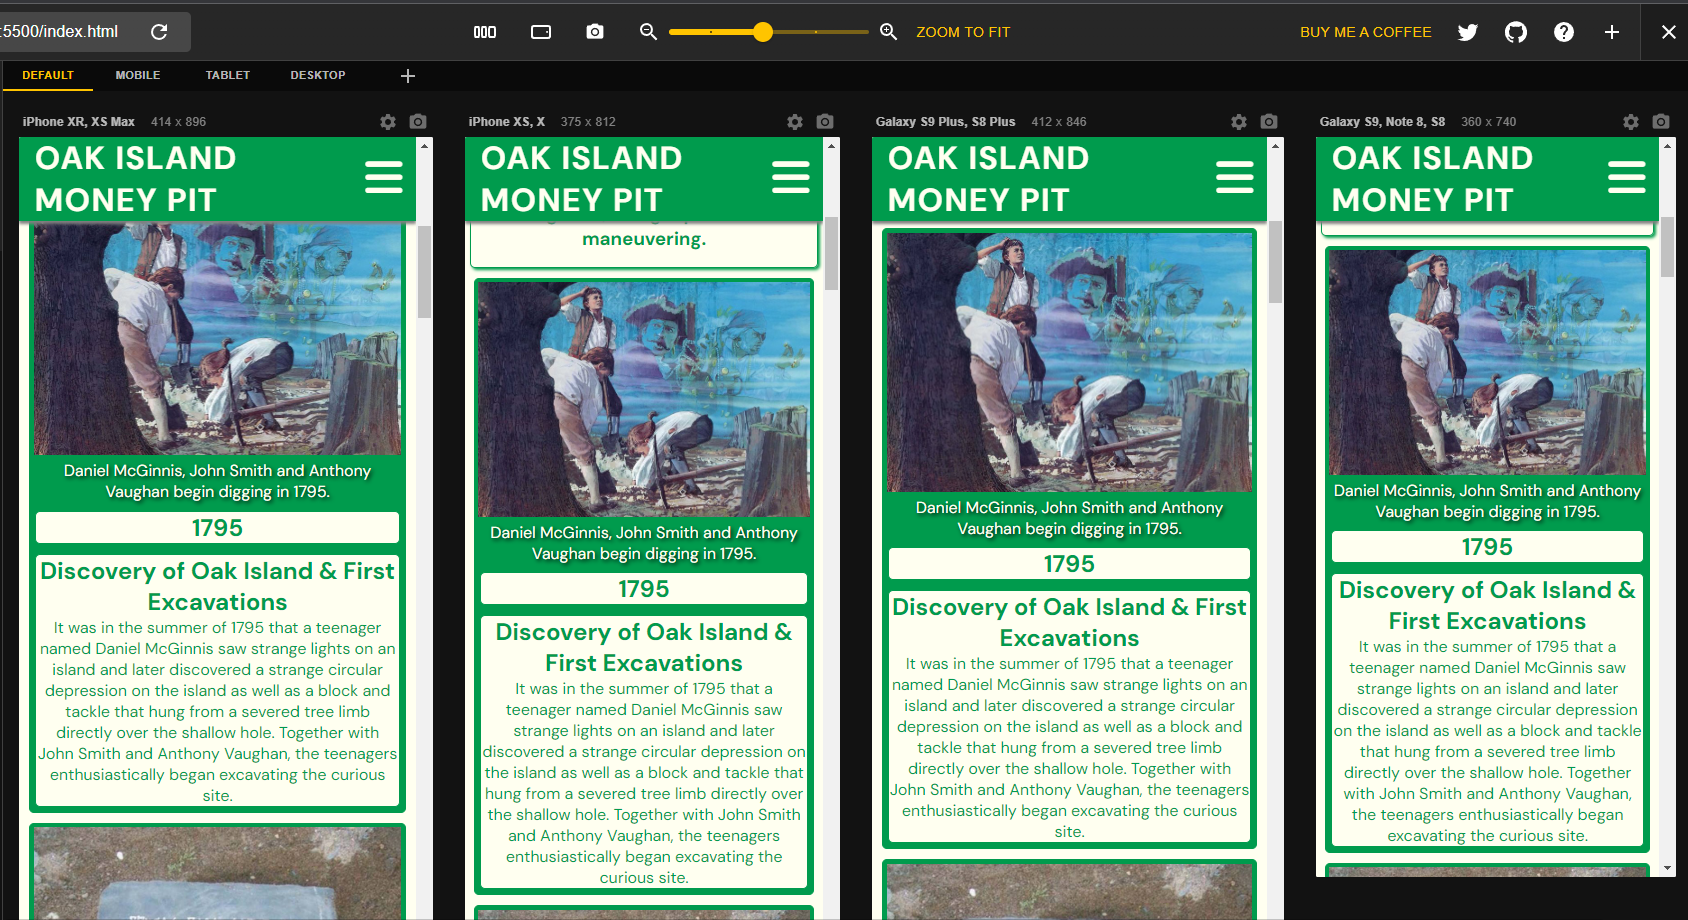 :5500/index.html
ZOOM TO FIT
BUY ME A COFFEE
DEFAULT
MOBILE
TABLET
DESKTOP
iPhone XR, XS Max 414 x 896
OAK ISLAND
MONEY PIT
Daniel McGinnis, John Smith and Anthony
Vaughan begin digging in 1795.
1795
Discovery of Oak Island & First
Excavations
It was in the summer of 1795 that a teenager
named Daniel McGinnis saw strange lights on an
island and later discovered a strange circular
depression on the island as well as a block and
tackle that hung from a severed tree limb
directly over the shallow hole. Together with
John Smith and Anthony Vaughan, the teenagers
enthusiastically began excavating the curious
site.
iPhone XS, X 375 x 812
OAK ISLAND
MONEY PIT
maneuvering.
Daniel McGinnis, John Smith and Anthony
Vaughan begin digging in 1795.
1795
Discovery of Oak Island &
First Excavations
It was in the summer of 1795 that a
teenager named Daniel McGinnis saw
strange lights on an island and later
discovered a strange circular depression on
the island as well as a block and tackle that
hung from a severed tree limb directly over
the shallow hole. Together with John Smith
and Anthony Vaughan, the teenagers
enthusiastically began excavating the
curious site.
Galaxy S9 Plus, S8 Plus 412 x 846
OAK ISLAND
MONEY PIT
Daniel McGinnis, John Smith and Anthony
Vaughan begin digging in 1795.
1795
Discovery of Oak Island & First
Excavations
It was in the summer of 1795 that a teenager
named Daniel McGinnis saw strange lights on an
island and later discovered a strange circular
depression on the island as well as a block and
tackle that hung from a severed tree limb
directly over the shallow hole. Together with
John Smith and Anthony Vaughan, the teenagers
enthusiastically began excavating the curious
site.
Galaxy S9, Note 8, S8 360 x 740
OAK ISLAND
MONEY PIT
Daniel McGinnis, John Smith and Anthony
Vaughan begin digging in 1795.
1795
Discovery of Oak Island &
First Excavations
It was in the summer of 1795 that a
teenager named Daniel McGinnis saw
strange lights on an island and later
discovered a strange circular depression
on the island as well as a block and tackle
that hung from a severed tree limb
directly over the shallow hole. Together
with John Smith and Anthony Vaughan,
the teenagers enthusiastically began
excavating the curious site.